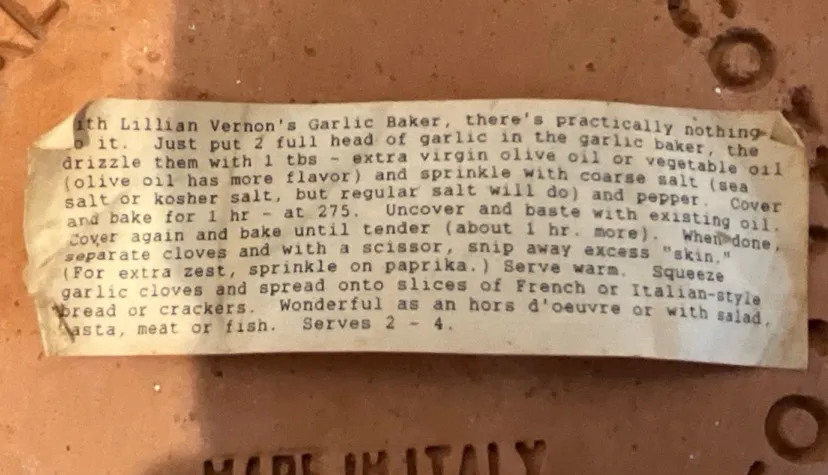 ith Lillian Vernon's Garlic Baker, there's practically nothing
o it. Just put 2 full head of garlic in the garlic baker, the
drizzle them with 1 tbs - extra virgin olive oil or vegetable oil
(olive oil has more flavor) and sprinkle with coarse salt (sea
salt or kosher salt, but regular salt will do) and pepper. Cover
and bake for 1 hr - at 275. Uncover and baste with existing oil.
Cover again and bake until tender (about 1 hr. more). When done,
separate cloves and with a scissor, snip away excess "skin."
(For extra zest, sprinkle on paprika.) Serve warm. Squeeze
garlic cloves and spread onto slices of French or Italian-style
bread or crackers. Wonderful as an hors d'oeuvre or with salad,
asta, meat or fish. Serves 2 - 4.
MADE IN ITALY